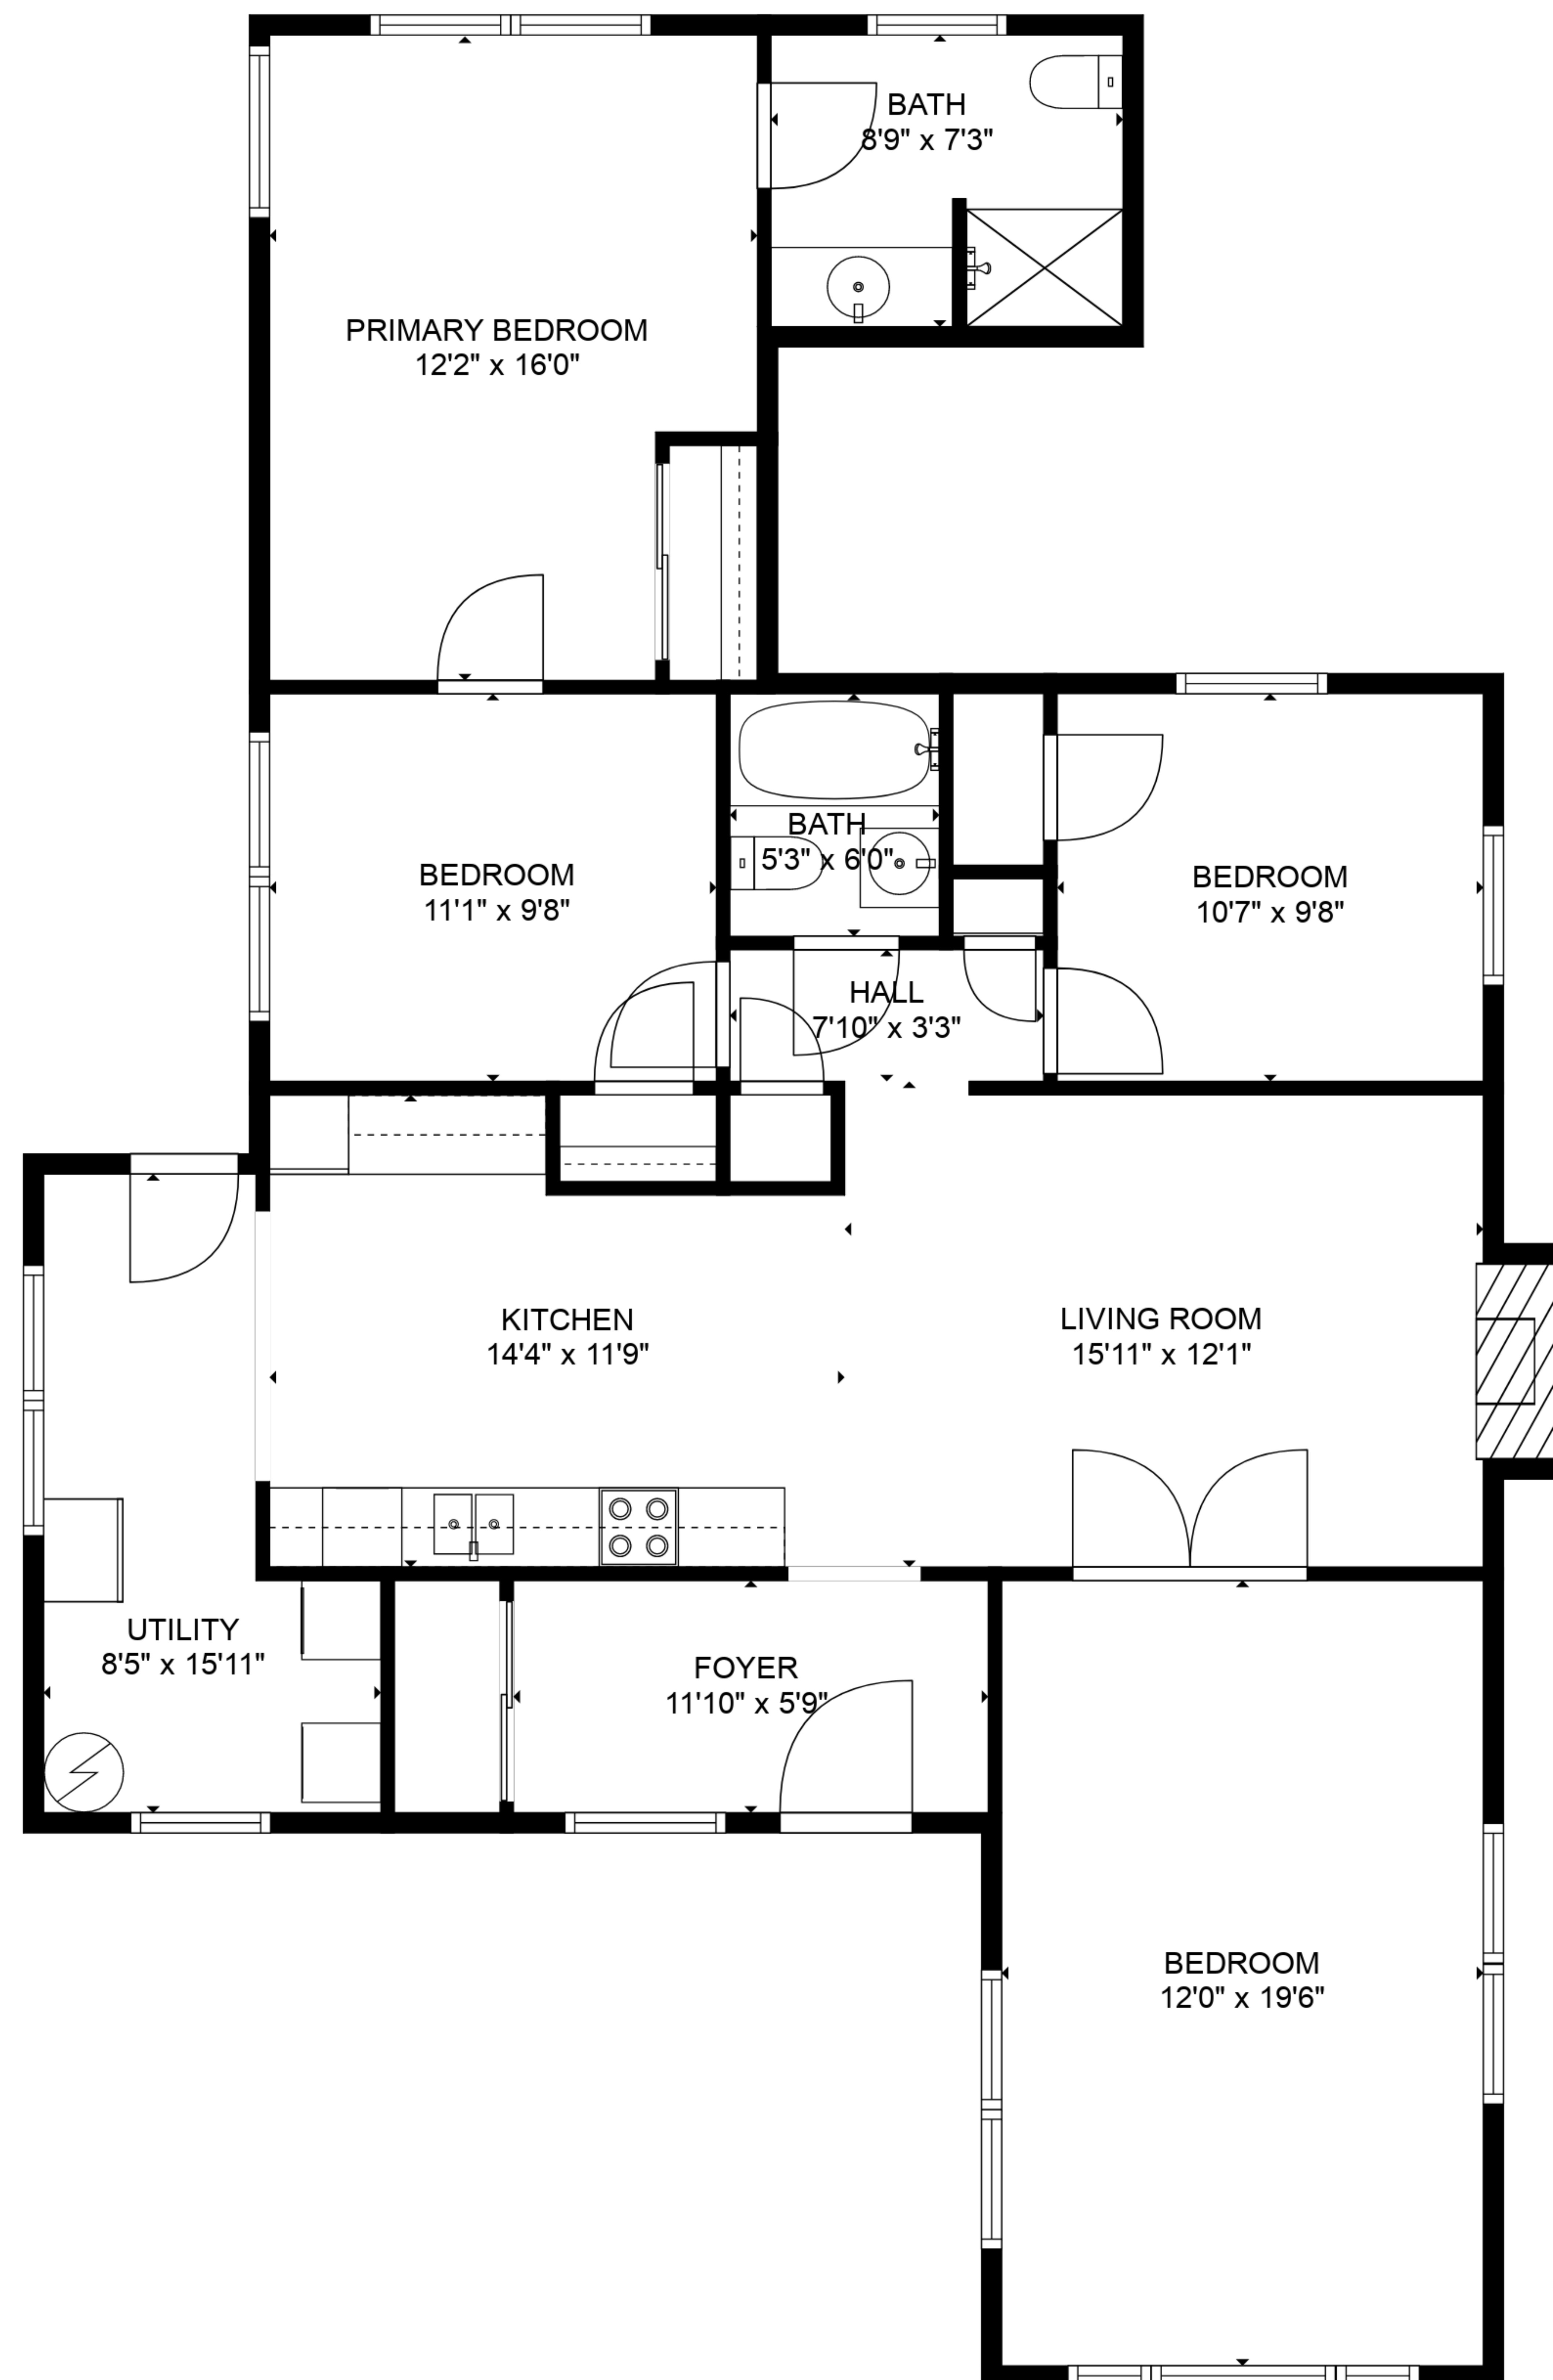 BATH
8'9" x 7'3"
PRIMARY BEDROOM
12'2" x 16'0"
BATH
5'3" x 6'0"
BEDROOM
11'1" x 9'8"
BEDROOM
10'7" x 9'8"
HALL
7'10" x 3'3"
KITCHEN
14'4" x 11'9"
LIVING ROOM
15'11" x 12'1"
UTILITY
8'5" x 15'11"
FOYER
11'10" x 5'9"
BEDROOM
12'0" x 19'6"